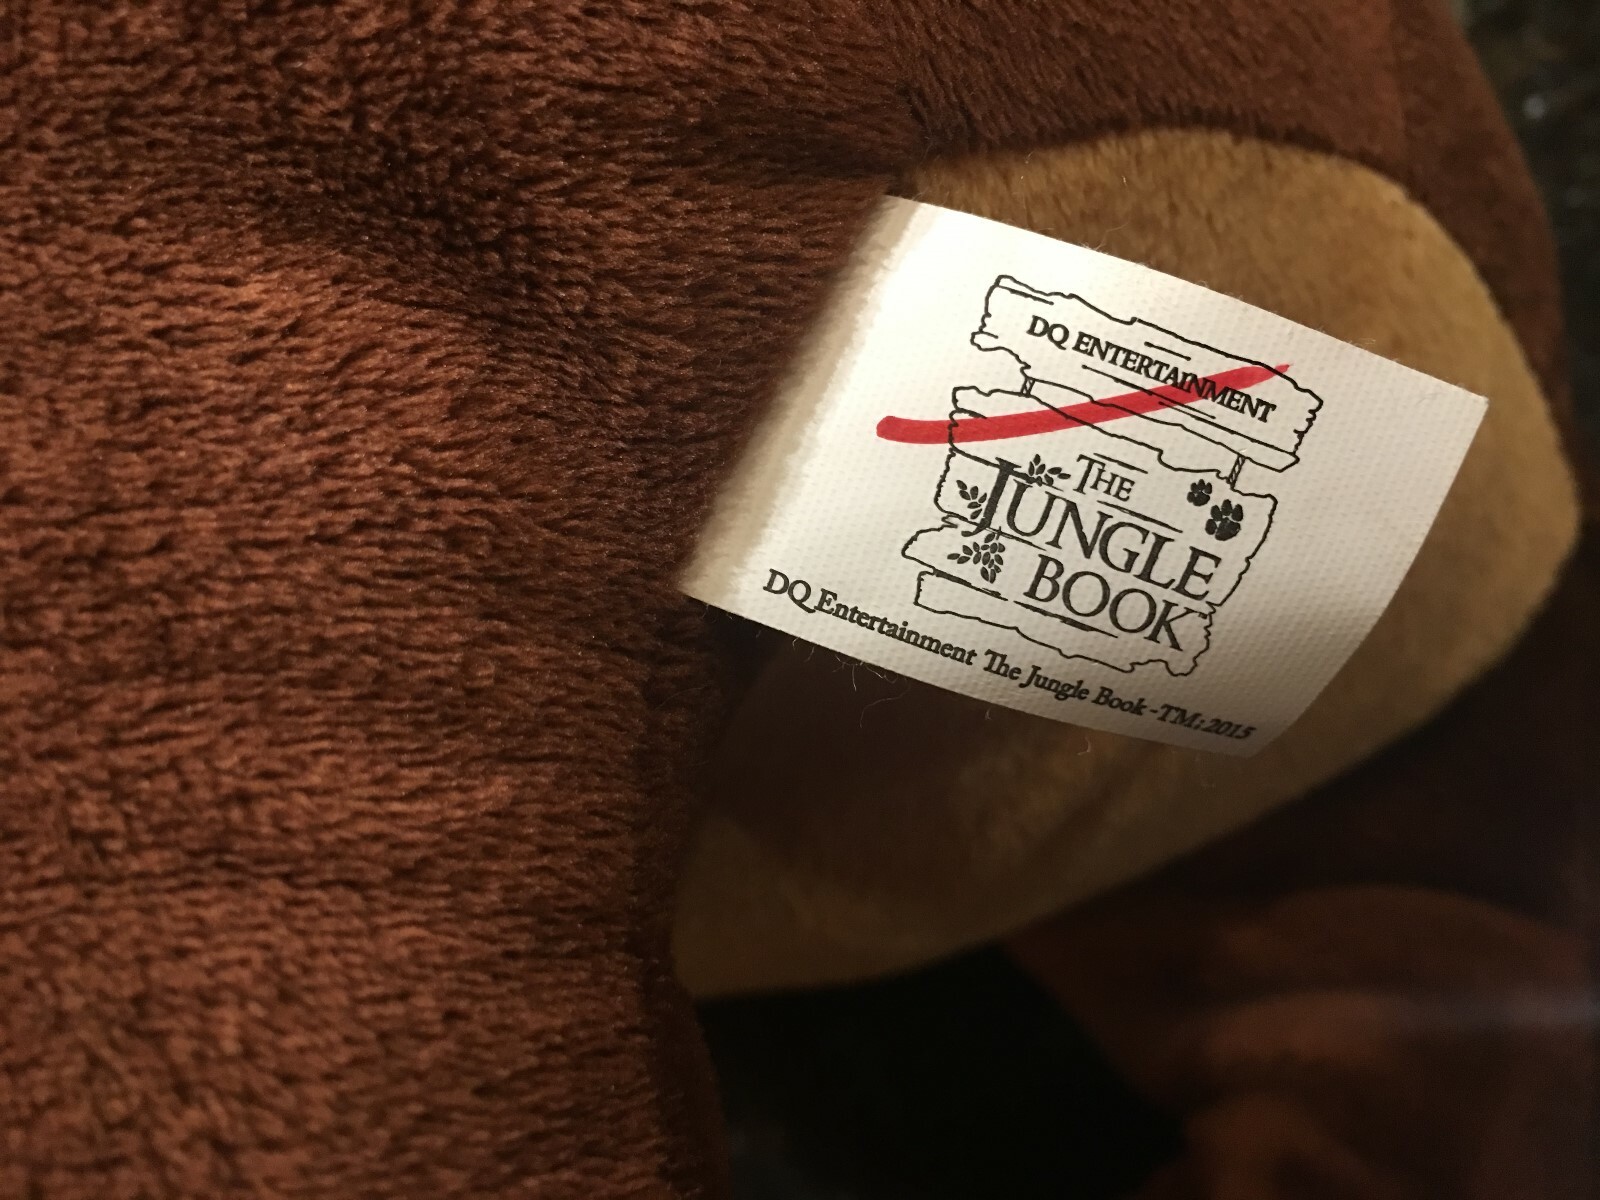 DQ ENTERTAINMENT
THE
JUNGLE
BOOK
DQ Entertainment The Jungle Book -TM: 2015